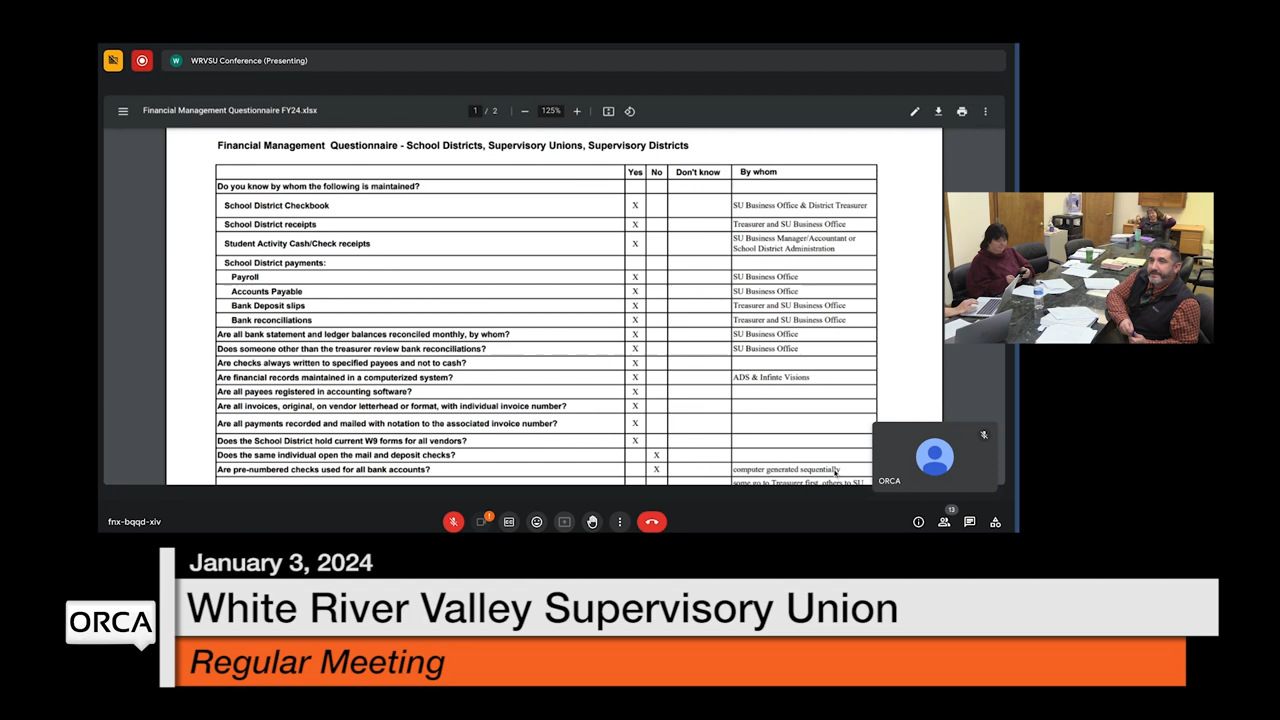 W WRVSU Conference (Presenting)
Financial Management Questionnaire FY24.xlsx
1 / 2
125%
Financial Management Questionnaire - School Districts, Supervisory Unions, Supervisory Districts
Yes No Don't know By whom
Do you know by whom the following is maintained?
School District Checkbook X SU Business Office & District Treasurer
School District receipts X Treasurer and SU Business Office
Student Activity Cash/Check receipts X SU Business Manager/Accountant or
School District Administration
School District payments:
Payroll X SU Business Office
Accounts Payable X SU Business Office
Bank Deposit slips X Treasurer and SU Business Office
Bank reconciliations X Treasurer and SU Business Office
Are all bank statement and ledger balances reconciled monthly, by whom? X SU Business Office
Does someone other than the treasurer review bank reconciliations? X SU Business Office
Are checks always written to specified payees and not to cash? X
Are financial records maintained in a computerized system? X ADS & Infinte Visions
Are all payees registered in accounting software? X
Are all invoices, original, on vendor letterhead or format, with individual invoice number? X
Are all payments recorded and mailed with notation to the associated invoice number? X
Does the School District hold current W9 forms for all vendors? X
Does the same individual open the mail and deposit checks? X
Are pre-numbered checks used for all bank accounts? X computer generated sequentially
some go to Treasurer first, others to SU
ORCA
fnx-bqqd-xiv
13
January 3, 2024
White River Valley Supervisory Union
ORCA
Regular Meeting